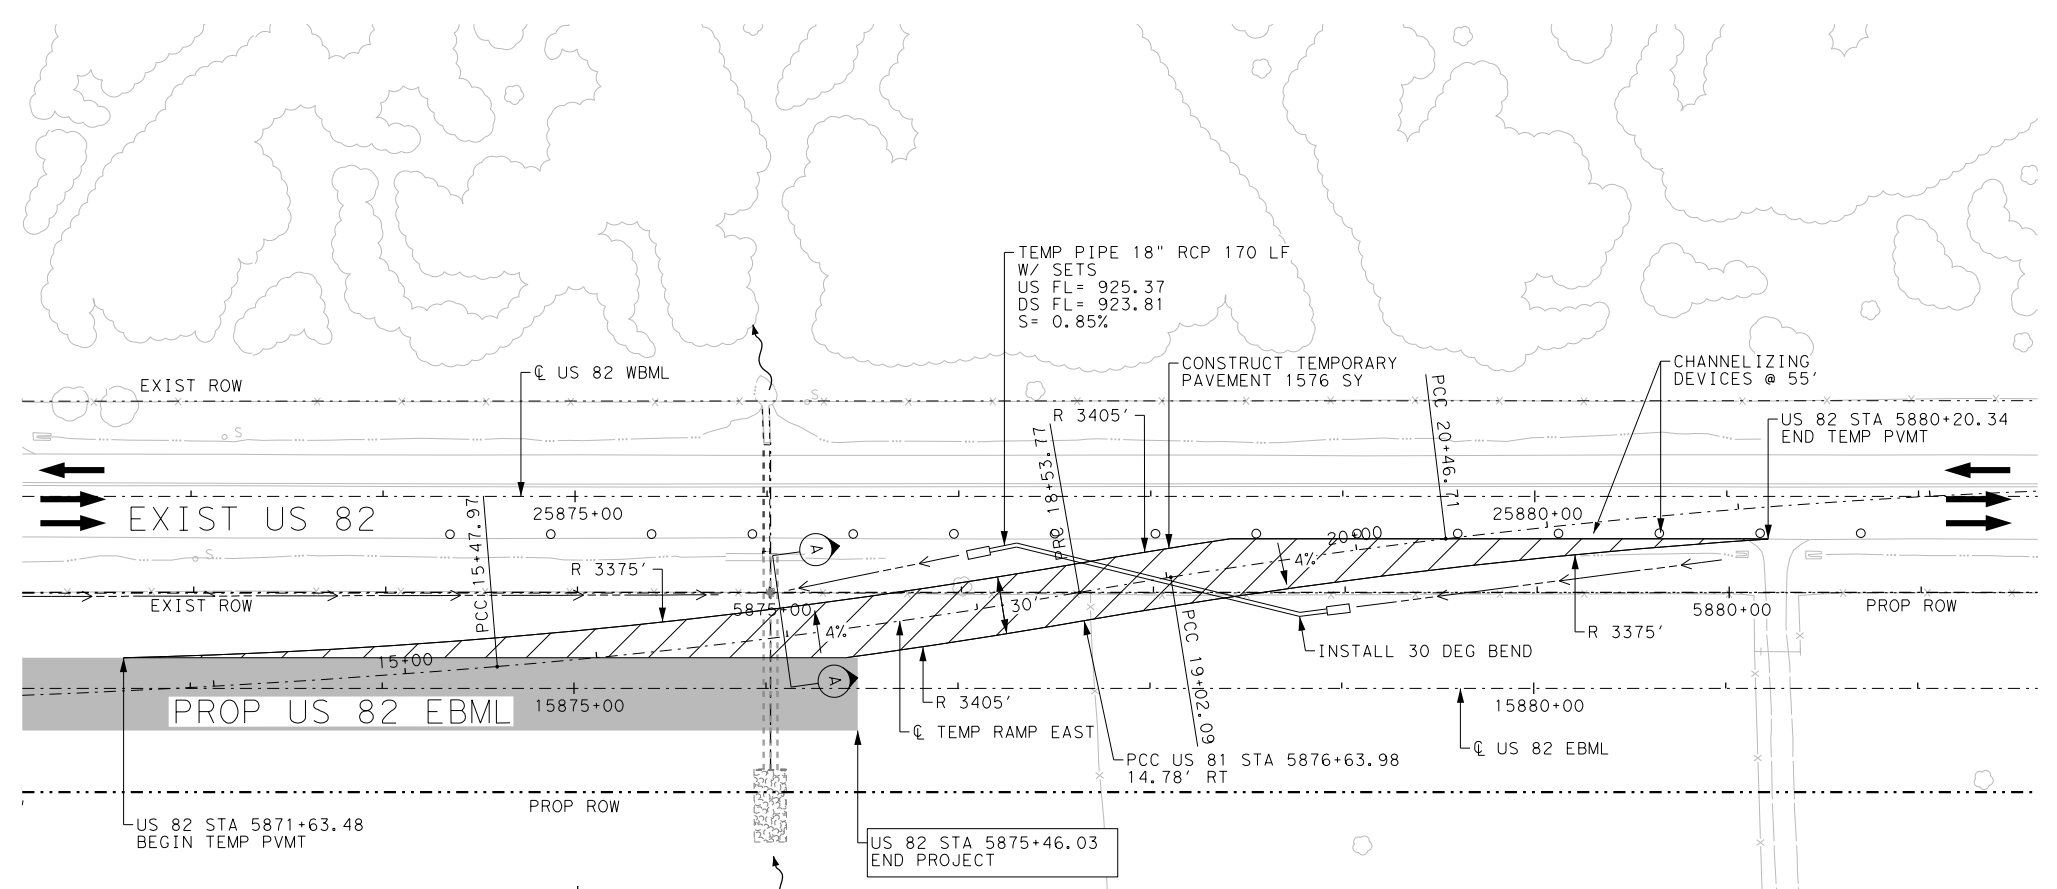 TEMP PIPE 18" RCP 170 LF
W/ SETS
US FL= 925.37
DS FL= 923.81
S= 0.85%
CONSTRUCT TEMPORARY
PAVEMENT 1576 SY
CHANNELIZING
DEVICES @ 55'
℄ US 82 WBML
EXIST ROW
S
PCC 20+46.71
R 3405'
US 82 STA 5880+20.34
END TEMP PVMT
S
PRC 18+53.77
PCC 15+47.97
EXIST US 82
25875+00
25880+00
20+00
A
S
R 3375'
4%
EXIST ROW
5875+00
30'
5880+00
PROP ROW
4%
PCC 19+02.09
R 3375'
INSTALL 30 DEG BEND
15+00
A
PROP US 82 EBML
15875+00
R 3405'
15880+00
℄ TEMP RAMP EAST
℄ US 82 EBML
PCC US 81 STA 5876+63.98
14.78' RT
PROP ROW
US 82 STA 5871+63.48
BEGIN TEMP PVMT
US 82 STA 5875+46.03
END PROJECT